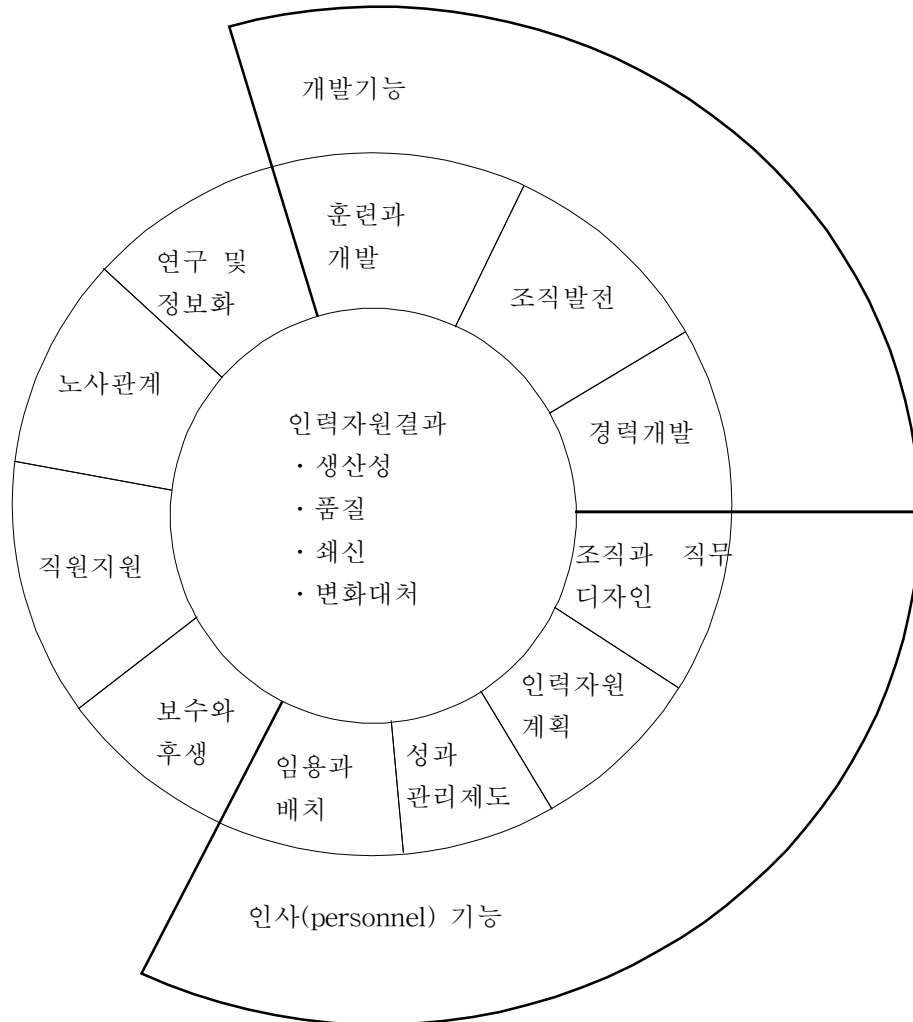 개발기능
훈련과
개발
연구 및
정보화
조직발전
노사관계
경력개발
인력자원결과
· 생산성
· 품질
· 쇄신
· 변화대처
조직과 직무
디자인
직원지원
인력자원
계획
보수와
후생
임용과
배치
성과
관리제도
인사(personnel) 기능